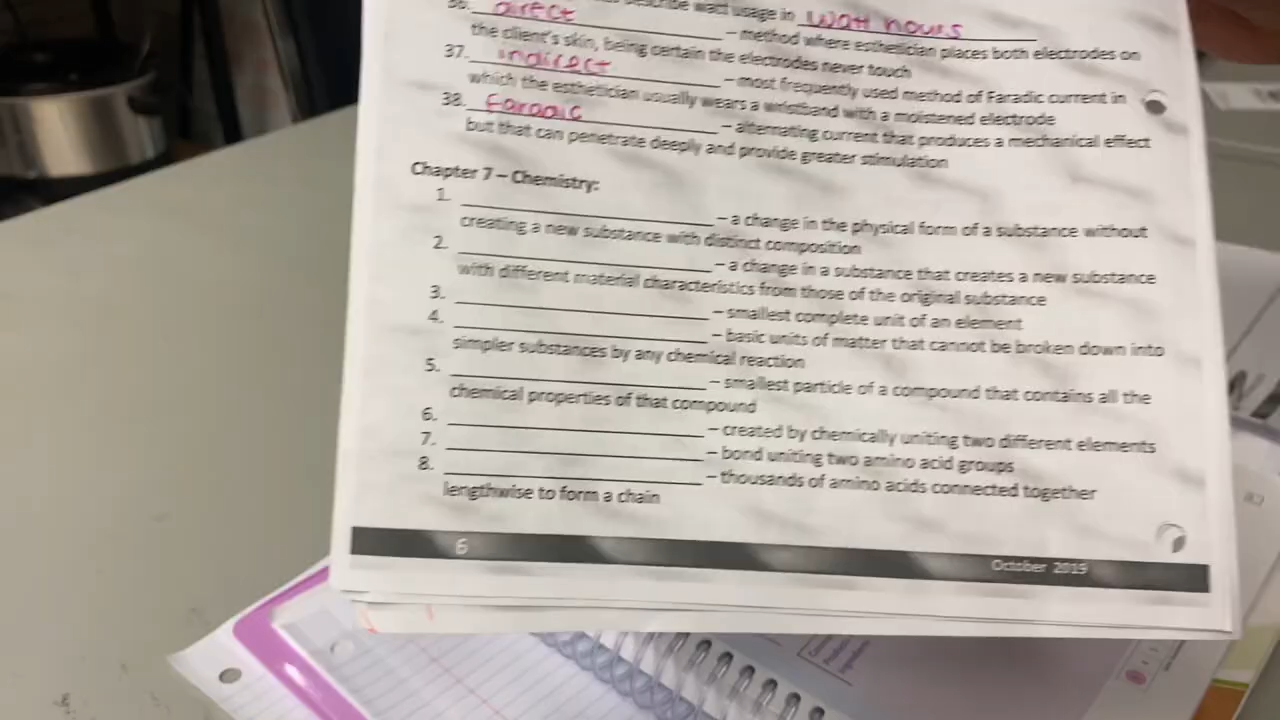 usage in Watt hours
36. direct – method where esthetician places both electrodes on
the client's skin, being certain the electrodes never touch
37. indirect – most frequently used method of Faradic current in
which the esthetician usually wears a wristband with a moistened electrode
38. Faradic – alternating current that produces a mechanical effect
but that can penetrate deeply and provide greater stimulation
Chapter 7 – Chemistry:
1. – a change in the physical form of a substance without
creating a new substance with distinct composition
2. – a change in a substance that creates a new substance
with different material characteristics from those of the original substance
3. – smallest complete unit of an element
4. – basic units of matter that cannot be broken down into
simpler substances by any chemical reaction
5. – smallest particle of a compound that contains all the
chemical properties of that compound
6. – created by chemically uniting two different elements
7. – bond uniting two amino acid groups
8. – thousands of amino acids connected together
lengthwise to form a chain
6 October 2015